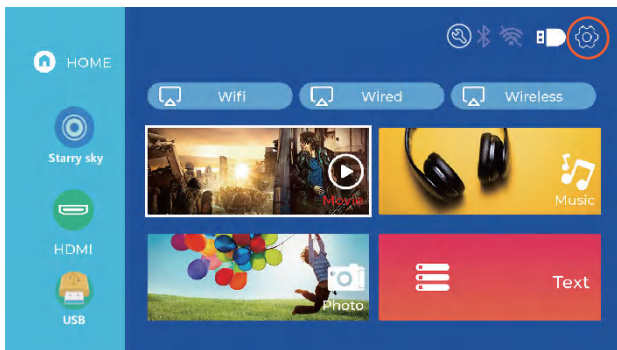 HOME
Wifi
Wired
Wireless
Starry sky
Movie
Music
HDMI
Photo
Text
USB